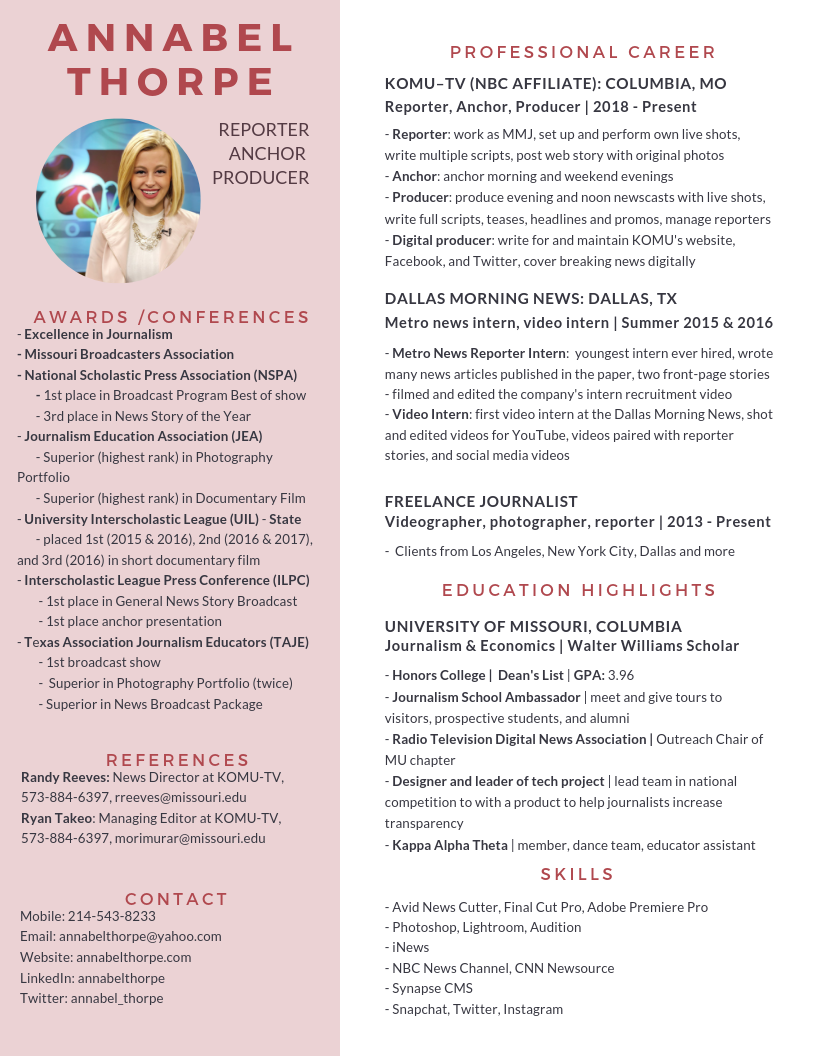 ANNABEL
THORPE
REPORTER
ANCHOR
PRODUCER
KO
AWARDS /CONFERENCES
- Excellence in Journalism
- Missouri Broadcasters Association
- National Scholastic Press Association (NSPA)
- 1st place in Broadcast Program Best of show
- 3rd place in News Story of the Year
- Journalism Education Association (JEA)
- Superior (highest rank) in Photography
Portfolio
- Superior (highest rank) in Documentary Film
- University Interscholastic League (UIL) - State
- placed 1st (2015 & 2016), 2nd (2016 & 2017),
and 3rd (2016) in short documentary film
- Interscholastic League Press Conference (ILPC)
- 1st place in General News Story Broadcast
- 1st place anchor presentation
- Texas Association Journalism Educators (TAJE)
- 1st broadcast show
- Superior in Photography Portfolio (twice)
- Superior in News Broadcast Package
REFERENCES
Randy Reeves: News Director at KOMU-TV,
573-884-6397, rreeves@missouri.edu
Ryan Takeo: Managing Editor at KOMU-TV,
573-884-6397, morimurar@missouri.edu
CONTACT
Mobile: 214-543-8233
Email: annabelthorpe@yahoo.com
Website: annabelthorpe.com
LinkedIn: annabelthorpe
Twitter: annabel_thorpe
PROFESSIONAL CAREER
KOMU–TV (NBC AFFILIATE): COLUMBIA, MO
Reporter, Anchor, Producer | 2018 - Present
- Reporter: work as MMJ, set up and perform own live shots,
write multiple scripts, post web story with original photos
- Anchor: anchor morning and weekend evenings
- Producer: produce evening and noon newscasts with live shots,
write full scripts, teases, headlines and promos, manage reporters
- Digital producer: write for and maintain KOMU's website,
Facebook, and Twitter, cover breaking news digitally
DALLAS MORNING NEWS: DALLAS, TX
Metro news intern, video intern | Summer 2015 & 2016
- Metro News Reporter Intern: youngest intern ever hired, wrote
many news articles published in the paper, two front-page stories
- filmed and edited the company's intern recruitment video
- Video Intern: first video intern at the Dallas Morning News, shot
and edited videos for YouTube, videos paired with reporter
stories, and social media videos
FREELANCE JOURNALIST
Videographer, photographer, reporter | 2013 - Present
- Clients from Los Angeles, New York City, Dallas and more
EDUCATION HIGHLIGHTS
UNIVERSITY OF MISSOURI, COLUMBIA
Journalism & Economics | Walter Williams Scholar
- Honors College | Dean's List | GPA: 3.96
- Journalism School Ambassador | meet and give tours to
visitors, prospective students, and alumni
- Radio Television Digital News Association | Outreach Chair of
MU chapter
- Designer and leader of tech project | lead team in national
competition to with a product to help journalists increase
transparency
- Kappa Alpha Theta | member, dance team, educator assistant
SKILLS
- Avid News Cutter, Final Cut Pro, Adobe Premiere Pro
- Photoshop, Lightroom, Audition
- iNews
- NBC News Channel, CNN Newsource
- Synapse CMS
- Snapchat, Twitter, Instagram